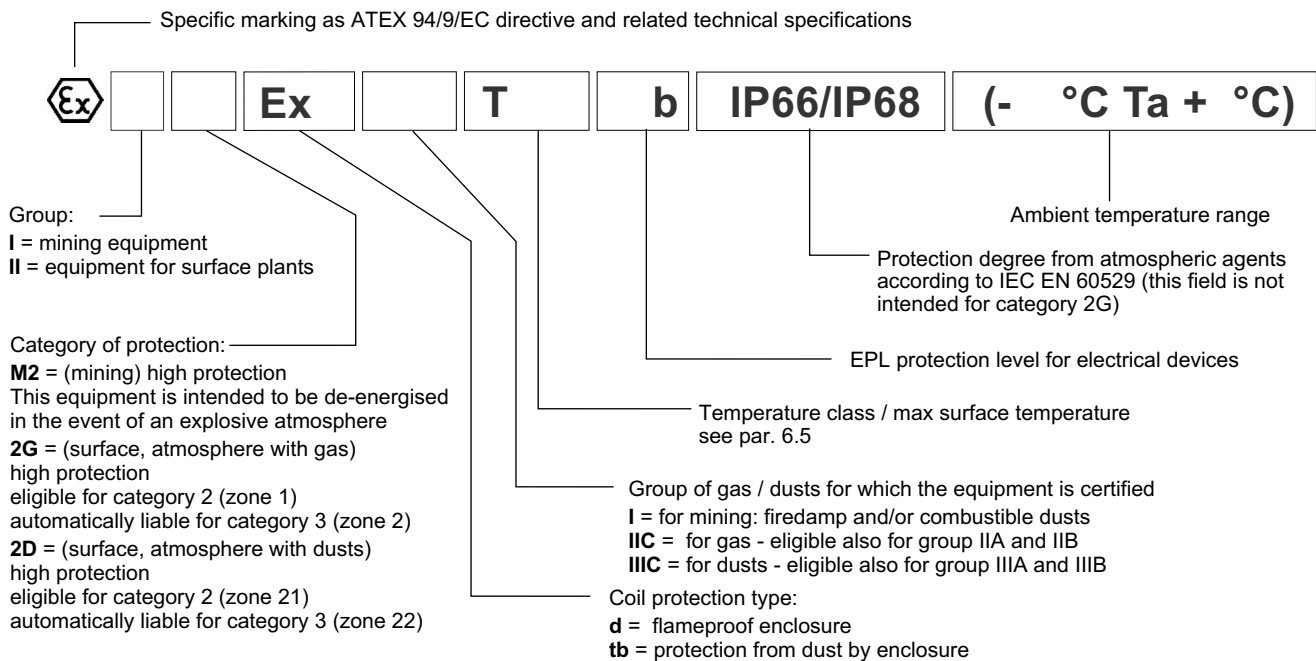 Specific marking as ATEX 94/9/EC directive and related technical specifications
Ex Ex T b IP66/IP68 (- °C Ta + °C)
Group:
I = mining equipment
II = equipment for surface plants
Category of protection:
M2 = (mining) high protection
This equipment is intended to be de-energised
in the event of an explosive atmosphere
2G = (surface, atmosphere with gas)
high protection
eligible for category 2 (zone 1)
automatically liable for category 3 (zone 2)
2D = (surface, atmosphere with dusts)
high protection
eligible for category 2 (zone 21)
automatically liable for category 3 (zone 22)
Ambient temperature range
Protection degree from atmospheric agents
according to IEC EN 60529 (this field is not
intended for category 2G)
EPL protection level for electrical devices
Temperature class / max surface temperature
see par. 6.5
Group of gas / dusts for which the equipment is certified
I = for mining: firedamp and/or combustible dusts
IIC = for gas - eligible also for group IIA and IIB
IIIC = for dusts - eligible also for group IIIA and IIIB
Coil protection type:
d = flameproof enclosure
tb = protection from dust by enclosure